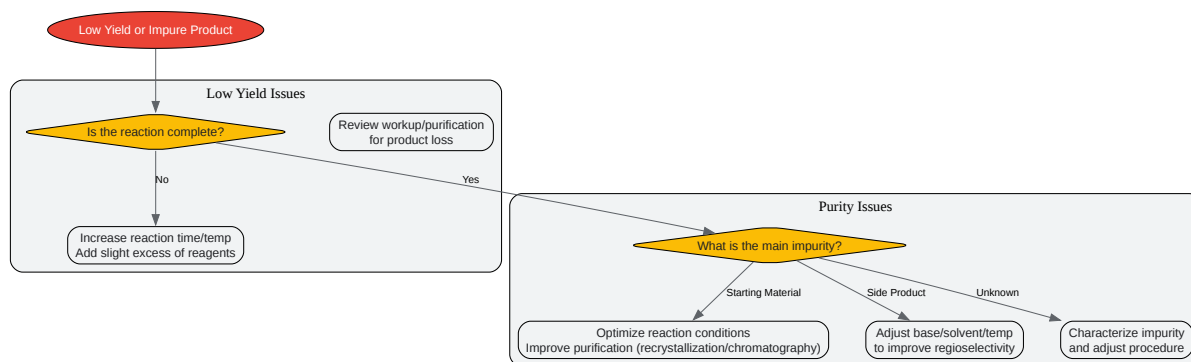 Low Yield or Impure Product
Low Yield Issues
Is the reaction complete?
Review workup/purification
for product loss
No
Yes
Increase reaction time/temp
Add slight excess of reagents
Purity Issues
What is the main impurity?
Starting Material
Side Product
Unknown
Optimize reaction conditions
Improve purification (recrystallization/chromatography)
Adjust base/solvent/temp
to improve regioselectivity
Characterize impurity
and adjust procedure